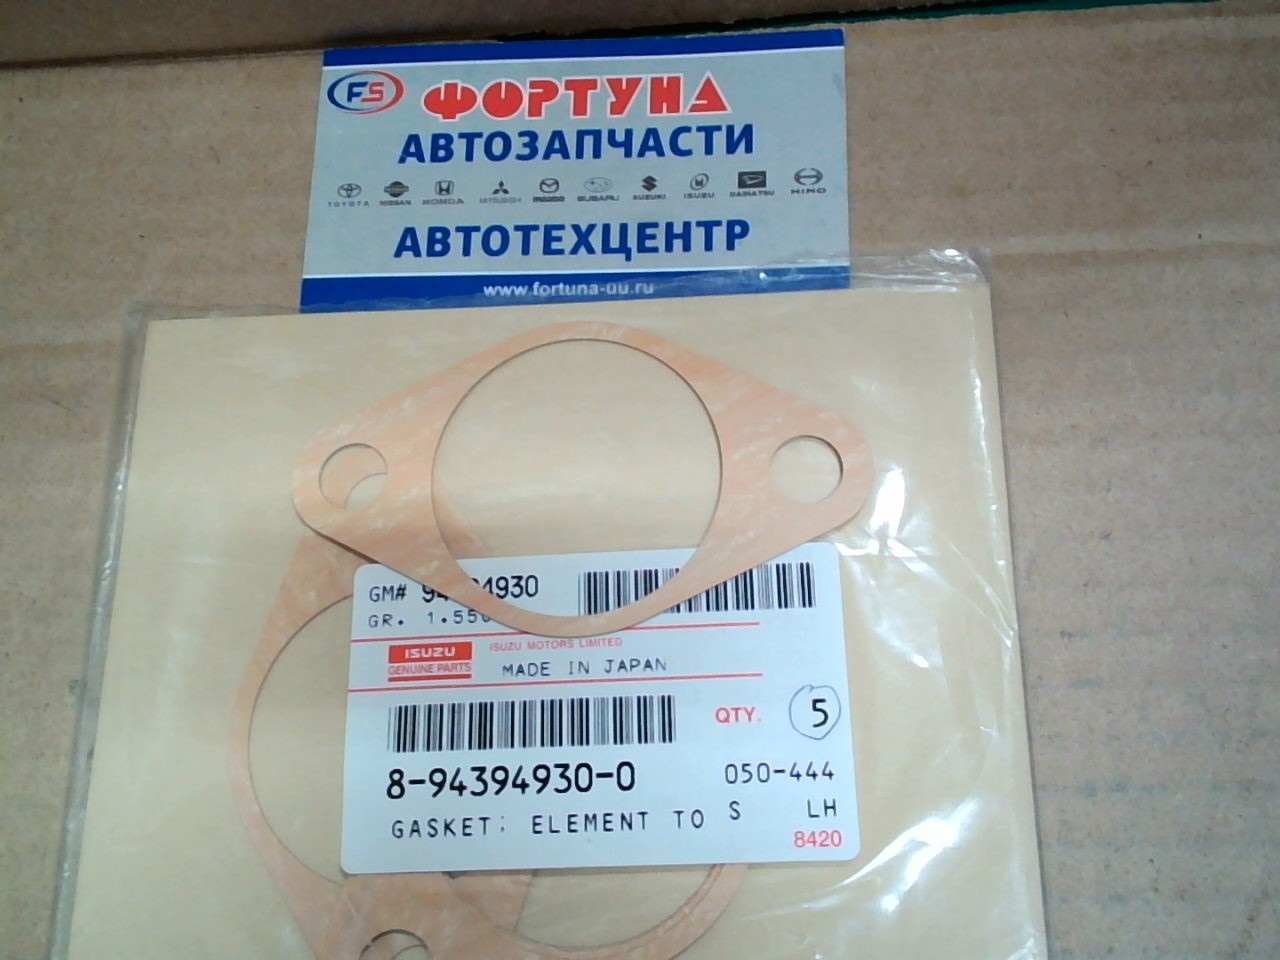 FS ФОРТУНА
АВТОЗАПЧАСТИ
TOYOTA NISSAN HONDA MITSUBISHI mazda SUBARU SUZUKI ISUZU DAIHATSU HINO
АВТОТЕХЦЕНТР
www.fortuna-uu.ru
GM#
GR.
ISUZU ISUZU MOTORS LIMITED
GENUINE PARTS MADE IN JAPAN
QTY. 5
8-94394930-0 050-444
GASKET; ELEMENT TO S LH
8420